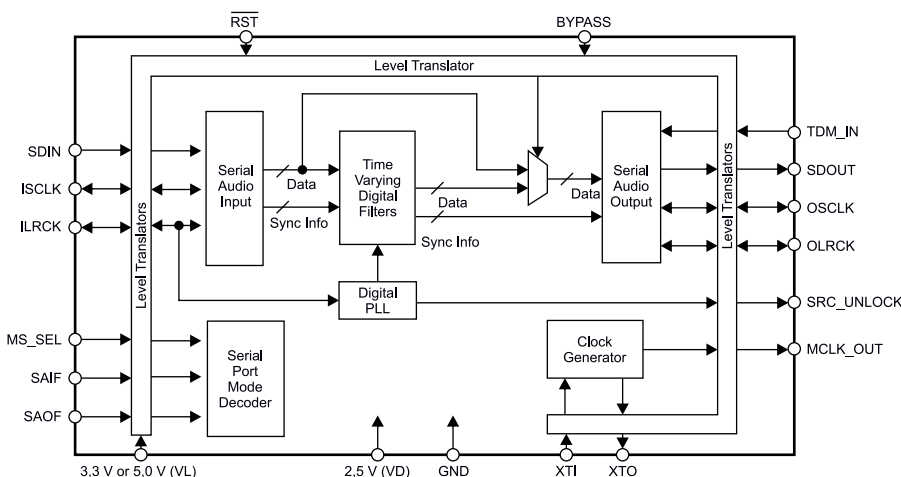 RST
BYPASS
Level Translator
SDIN
ISCLK
ILRCK
MS_SEL
SAIF
SAOF
Level Translators
Serial
Audio
Input
Data
Sync Info
Time
Varying
Digital
Filters
Data
Sync Info
Digital
PLL
Data
Serial
Audio
Output
Level Translators
TDM_IN
SDOUT
OSCLK
OLRCK
SRC_UNLOCK
MCLK_OUT
Serial
Port
Mode
Decoder
Clock
Generator
3,3 V or 5,0 V (VL)
2,5 V (VD)
GND
XTI
XTO